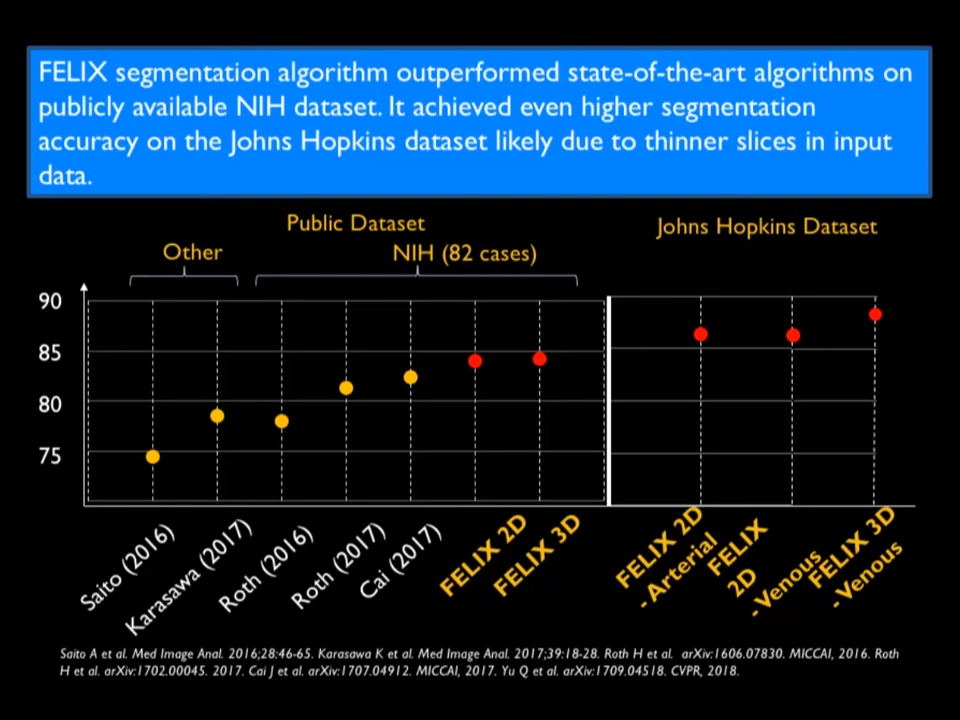 FELIX segmentation algorithm outperformed state-of-the-art algorithms on
publicly available NIH dataset. It achieved even higher segmentation
accuracy on the Johns Hopkins dataset likely due to thinner slices in input
data.
Public Dataset
Johns Hopkins Dataset
Other
NIH (82 cases)
90
85
80
75
Saito (2016)
Karasawa (2017)
Roth (2016)
Roth (2017)
Cai (2017)
FELIX 2D
FELIX 3D
FELIX 2D
- Arterial
FELIX
2D
- Venous
FELIX 3D
- Venous
Saito A et al. Med Image Anal. 2016;28:46-65. Karasawa K et al. Med Image Anal. 2017;39:18-28. Roth H et al. arXiv:1606.07830. MICCAI, 2016. Roth
H et al. arXiv:1702.00045. 2017. Cai J et al. arXiv:1707.04912. MICCAI, 2017. Yu Q et al. arXiv:1709.04518. CVPR, 2018.